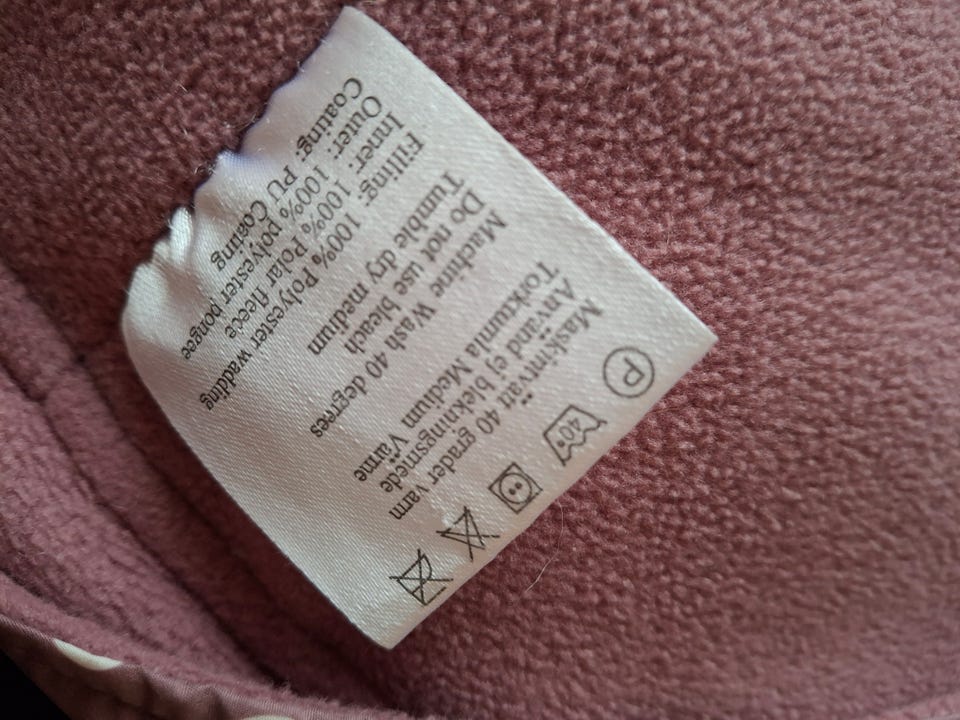 P 40°
Maskintvätt 40 grader varm
Använd ej blekningsmede
Torktumla Medium Värme
Machine Wash 40 degrees
Do not use bleach
Tumble dry medium
Filling: 100% Polyester wadding
Inner: 100% Polar fleece
Outer: 100% polyester pongee
Coating: PU Coating